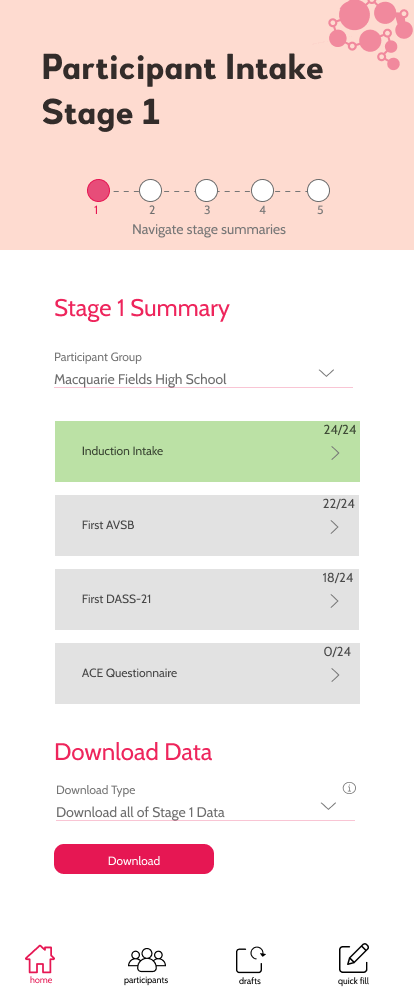 Participant Intake
Stage 1
1 2 3 4 5
Navigate stage summaries
Stage 1 Summary
Participant Group
Macquarie Fields High School
24/24
Induction Intake
22/24
First AVSB
18/24
First DASS-21
0/24
ACE Questionnaire
Download Data
Download Type
Download all of Stage 1 Data
Download
home participants drafts quick fill